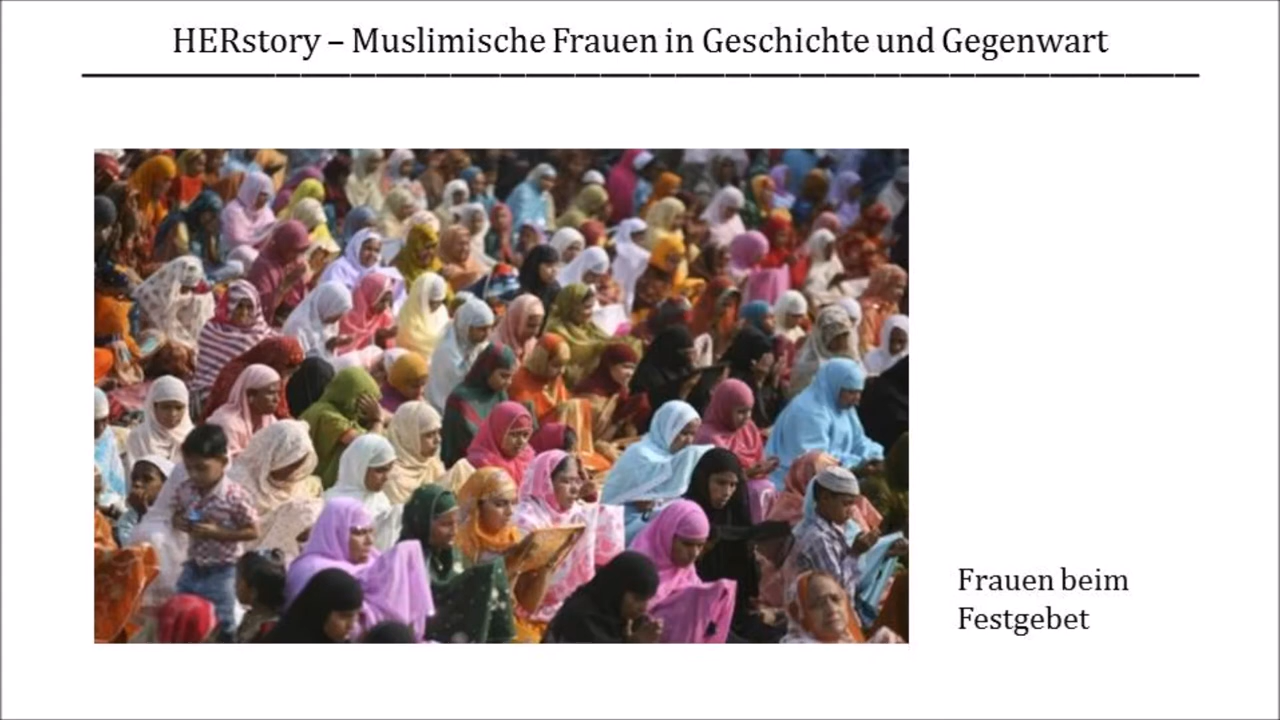 HERstory – Muslimische Frauen in Geschichte und Gegenwart
Frauen beim
Festgebet